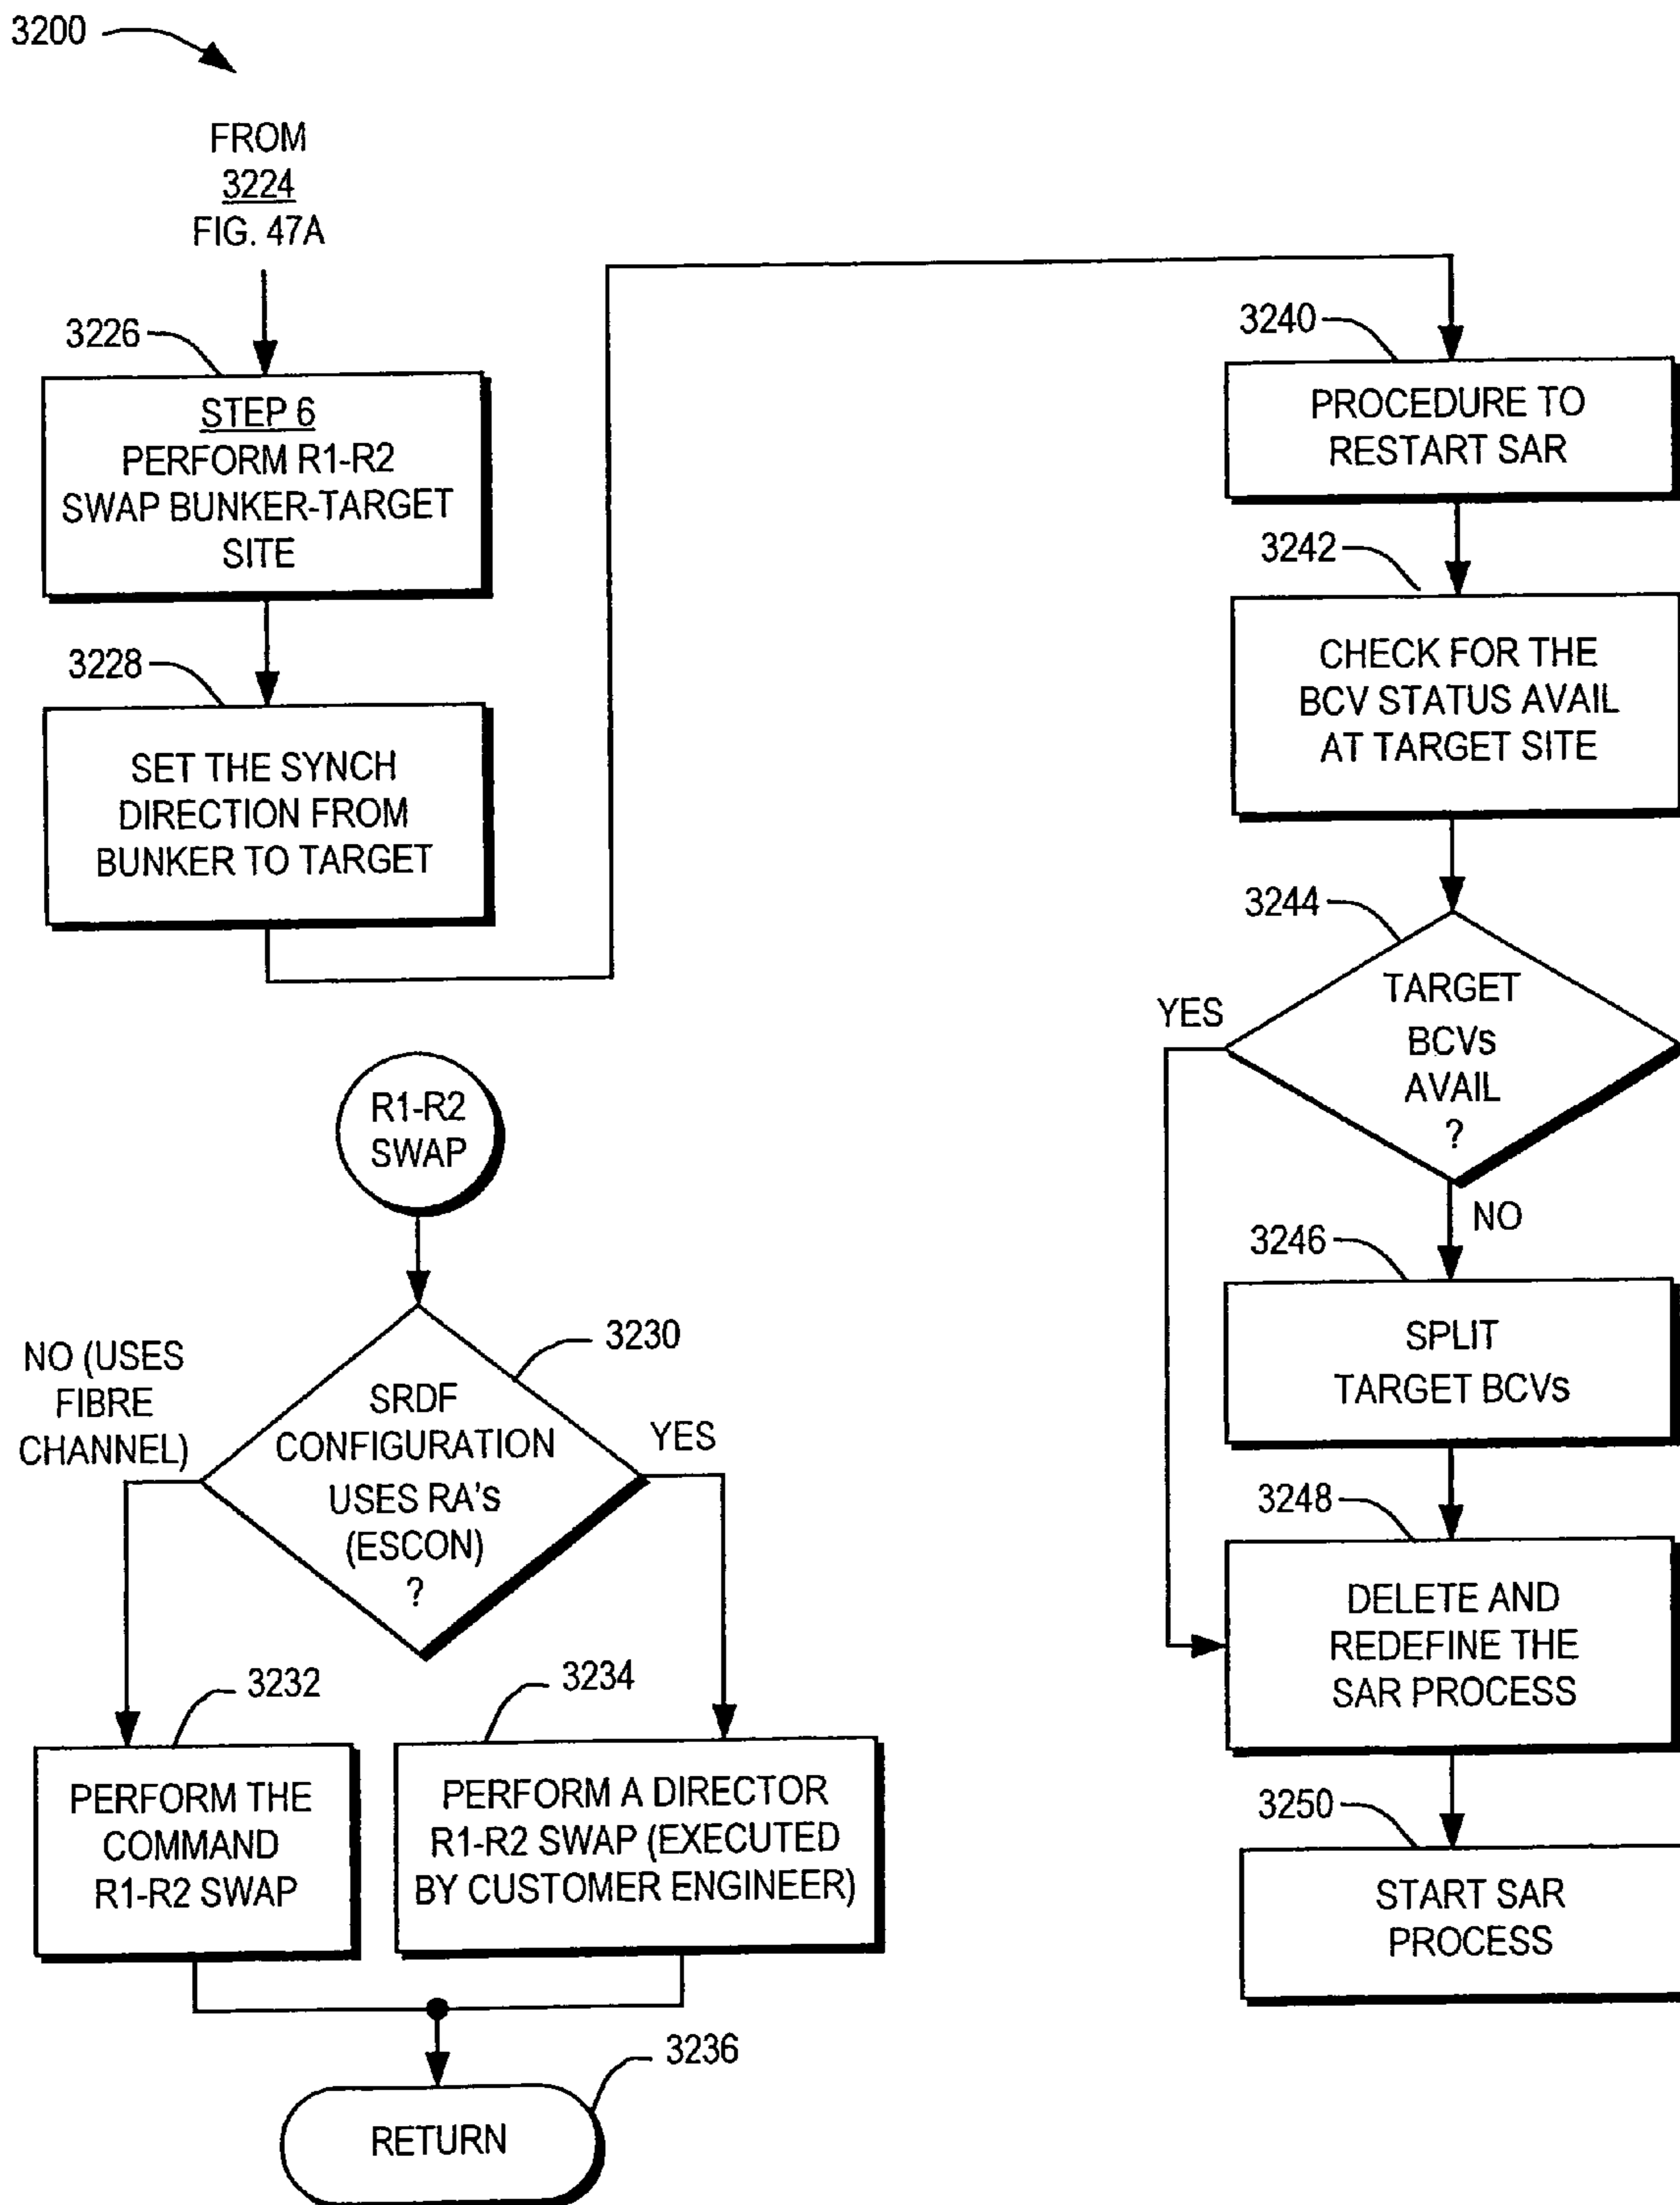 3200
FROM
3224
FIG. 47A
3226
STEP 6
PERFORM R1-R2
SWAP BUNKER-TARGET
SITE
3228
SET THE SYNCH
DIRECTION FROM
BUNKER TO TARGET
R1-R2
SWAP
3230
NO (USES
FIBRE
CHANNEL)
SRDF
CONFIGURATION
USES RA's
(ESCON)
?
YES
3232
PERFORM THE
COMMAND
R1-R2 SWAP
3234
PERFORM A DIRECTOR
R1-R2 SWAP (EXECUTED
BY CUSTOMER ENGINEER)
3236
RETURN
3240
PROCEDURE TO
RESTART SAR
3242
CHECK FOR THE
BCV STATUS AVAIL
AT TARGET SITE
3244
YES
TARGET
BCVs
AVAIL
?
NO
3246
SPLIT
TARGET BCVs
3248
DELETE AND
REDEFINE THE
SAR PROCESS
3250
START SAR
PROCESS